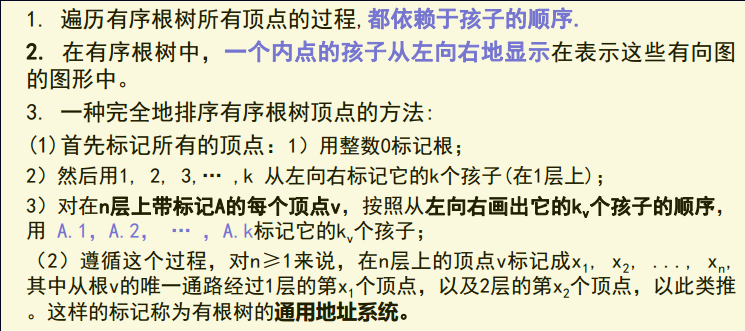 1. 遍历有序根树所有顶点的过程,都依赖于孩子的顺序.
2. 在有序根树中，一个内点的孩子从左向右地显示在表示这些有向图
的图形中。
3. 一种完全地排序有序根树顶点的方法:
(1)首先标记所有的顶点：1）用整数0标记根；
2）然后用1, 2, 3,… ,k 从左向右标记它的k个孩子(在1层上)；
3）对在n层上带标记A的每个顶点v，按照从左向右画出它的kᵥ个孩子的顺序，
用 A.1，A.2， … ，A.k标记它的kᵥ个孩子；
（2）遵循这个过程，对n≥1来说，在n层上的顶点v标记成x₁, x₂, ..., xₙ,
其中从根v的唯一通路经过1层的第x₁个顶点，以及2层的第x₂个顶点，以此类推
。这样的标记称为有根树的通用地址系统。